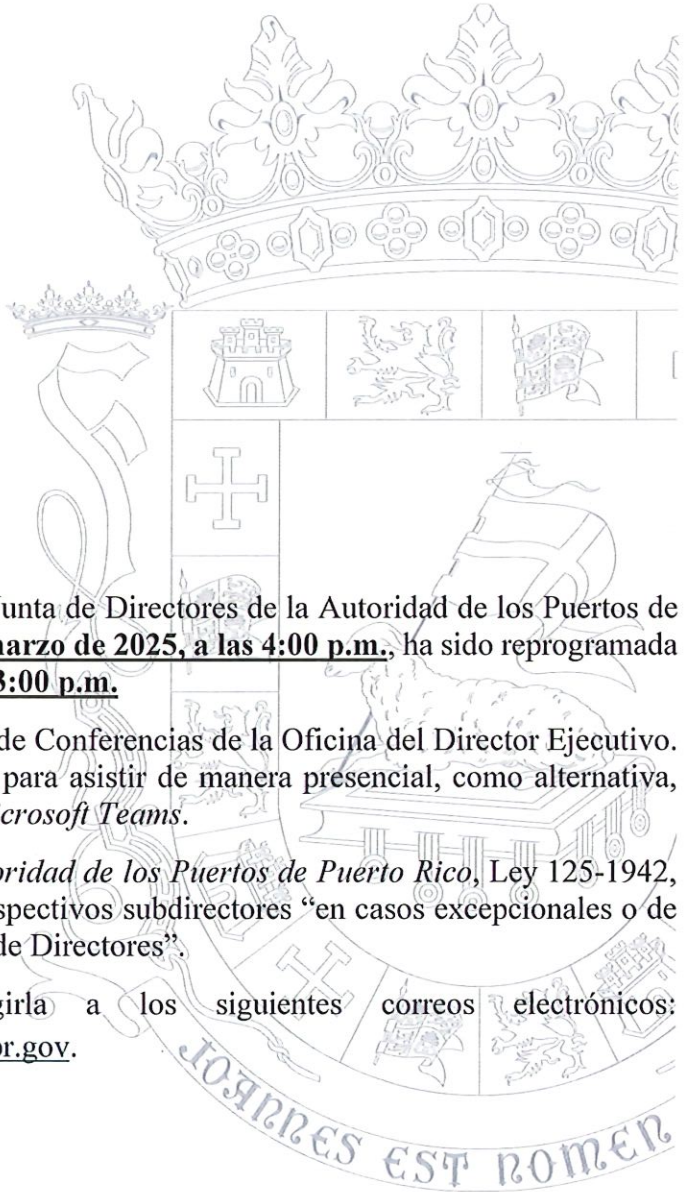 Junta de Directores de la Autoridad de los Puertos de
marzo de 2025, a las 4:00 p.m., ha sido reprogramada
3:00 p.m.
de Conferencias de la Oficina del Director Ejecutivo.
para asistir de manera presencial, como alternativa,
icrosoft Teams.
oridad de los Puertos de Puerto Rico, Ley 125-1942,
spectivos subdirectores “en casos excepcionales o de
de Directores”.
girla a los siguientes correos electrónicos:
or.gov.
JOANNES EST NOMEN